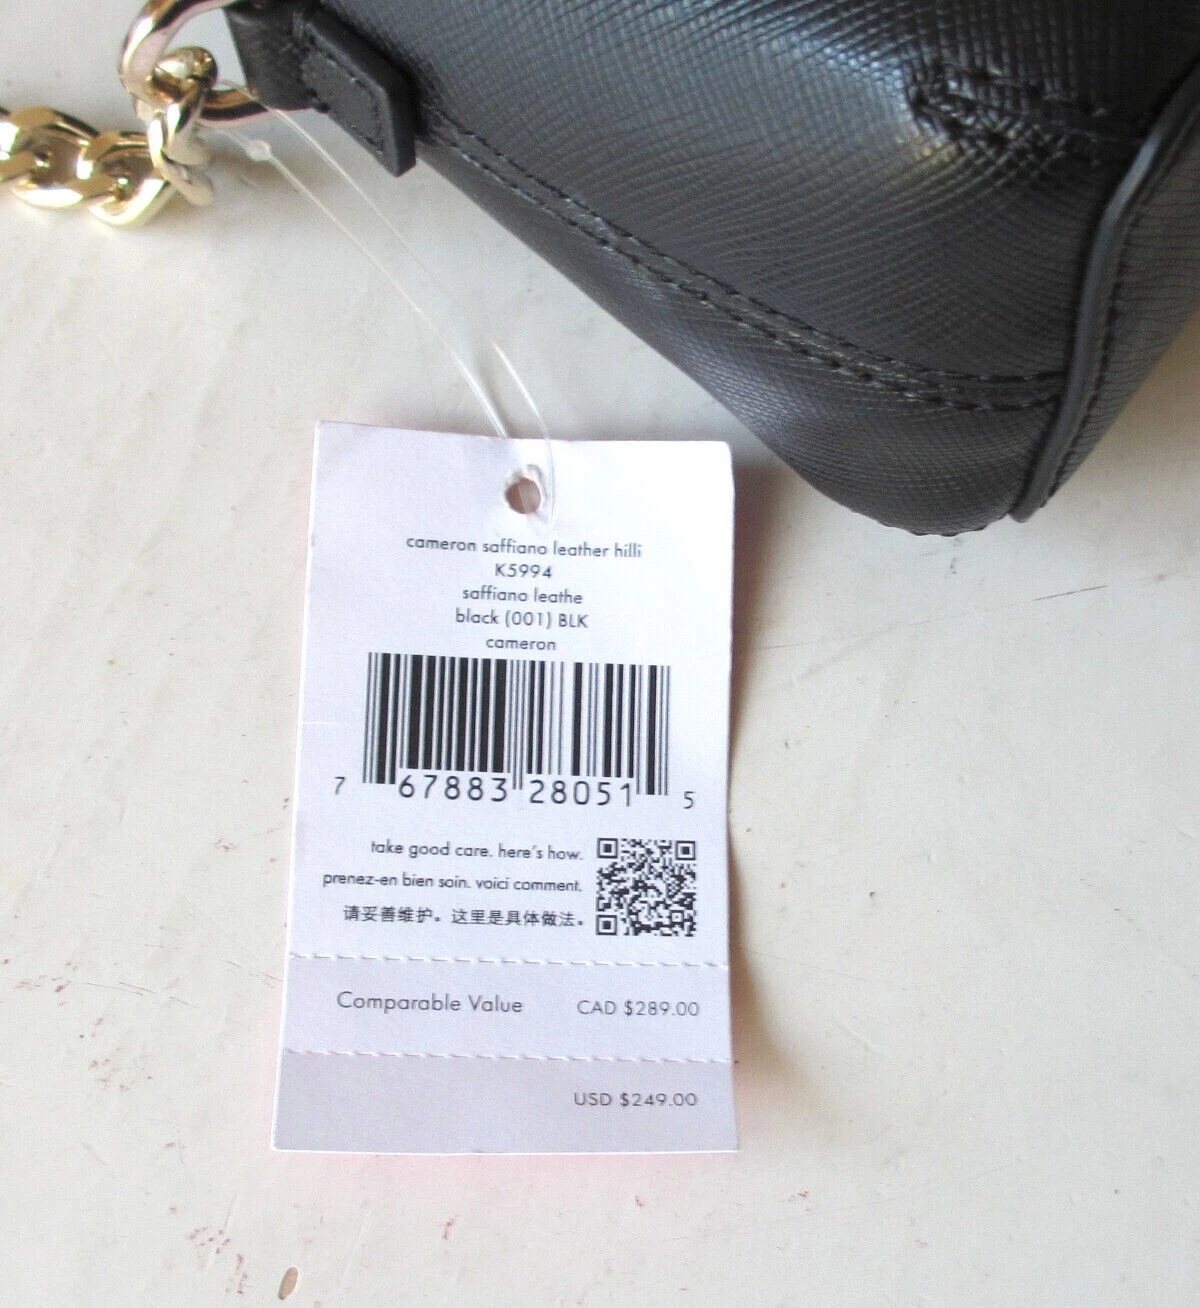 cameron saffiano leather hilli
K5994
saffiano leathe
black (001) BLK
cameron
7 67883 28051 5
take good care. here's how.
prenez-en bien soin. voici comment.
请妥善维护。这里是具体做法。
Comparable Value CAD $289.00
USD $249.00